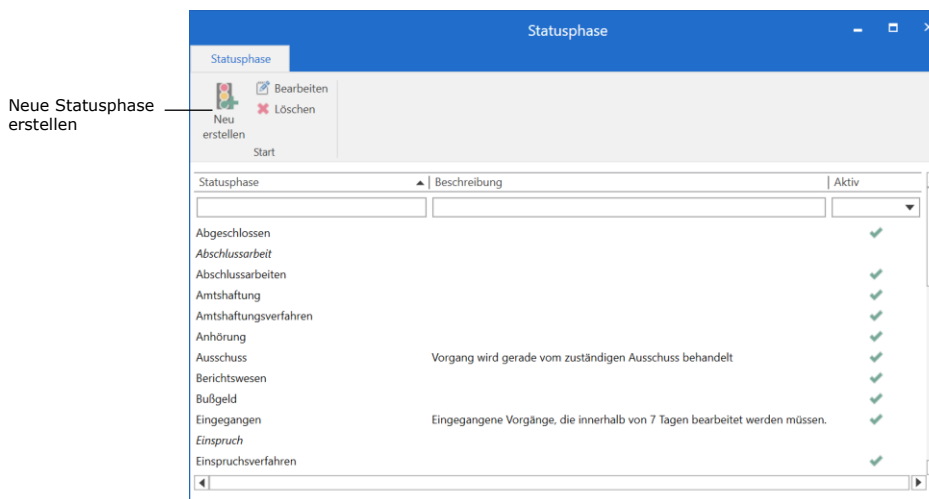 Statusphase
Statusphase
Neue Statusphase
erstellen
Neu
erstellen
Bearbeiten
Löschen
Start
Statusphase Beschreibung Aktiv
Abgeschlossen
Abschlussarbeit
Abschlussarbeiten
Amtshaftung
Amtshaftungsverfahren
Anhörung
Ausschuss Vorgang wird gerade vom zuständigen Ausschuss behandelt
Berichtswesen
Bußgeld
Eingegangen Eingegangene Vorgänge, die innerhalb von 7 Tagen bearbeitet werden müssen.
Einspruch
Einspruchsverfahren